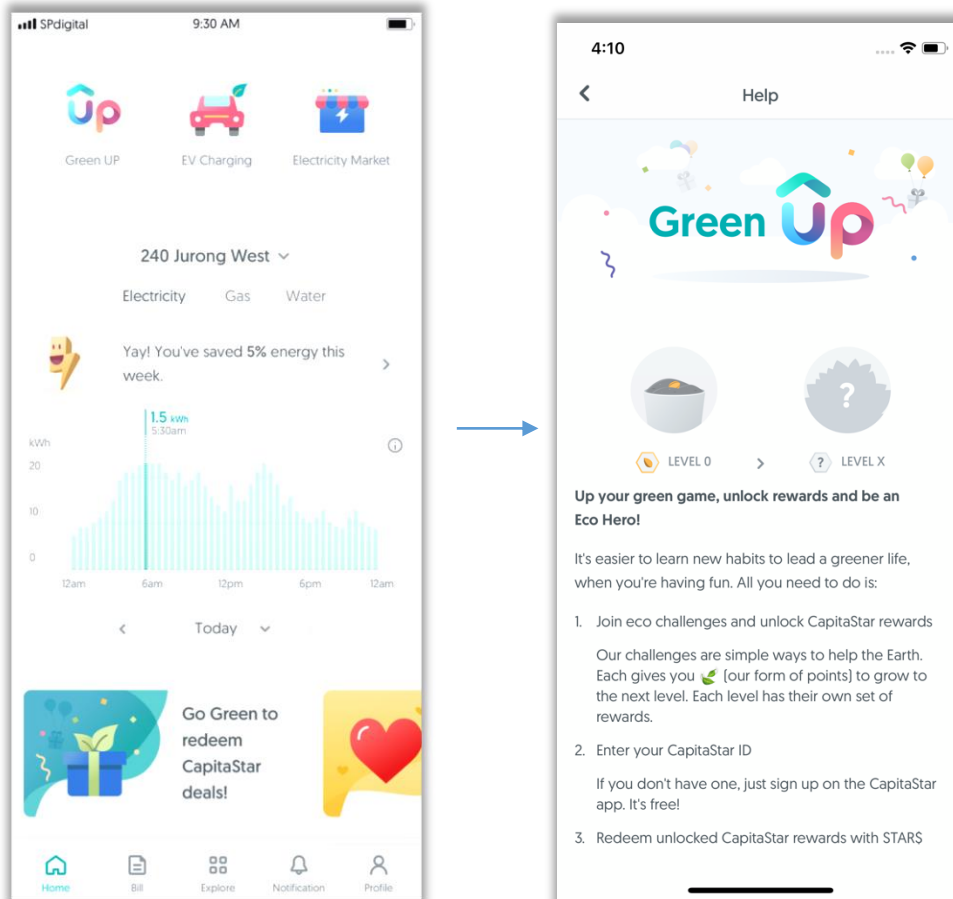 SPdigital 9:30 AM
Up
Green UP EV Charging Electricity Market
240 Jurong West
Electricity Gas Water
Yay! You've saved 5% energy this
week.
1.5 kWh
5:30am
kWh
20
10
0
12am 6am 12pm 6pm 12am
Today
Go Green to
redeem
CapitaStar
deals!
Home Bill Explore Notification Profile
4:10
Help
Green Up
?
LEVEL 0 ? LEVEL X
Up your green game, unlock rewards and be an
Eco Hero!
It's easier to learn new habits to lead a greener life,
when you're having fun. All you need to do is:
1. Join eco challenges and unlock CapitaStar rewards
Our challenges are simple ways to help the Earth.
Each gives you 🌿 (our form of points) to grow to
the next level. Each level has their own set of
rewards.
2. Enter your CapitaStar ID
If you don't have one, just sign up on the CapitaStar
app. It's free!
3. Redeem unlocked CapitaStar rewards with STAR$